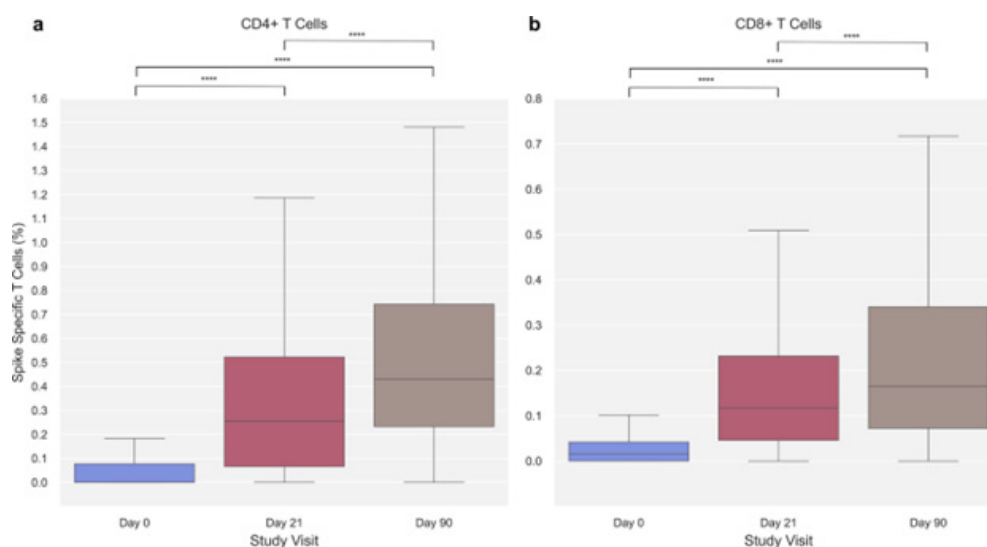 a
CD4+ T Cells
****
****
****
1.6
1.5
1.4
1.3
1.2
1.1
1.0
0.9
0.8
0.7
0.6
0.5
0.4
0.3
0.2
0.1
0.0
Spike Specific T Cells (%)
Day 0
Day 21
Day 90
Study Visit
b
CD8+ T Cells
****
****
****
0.8
0.7
0.6
0.5
0.4
0.3
0.2
0.1
0.0
Day 0
Day 21
Day 90
Study Visit